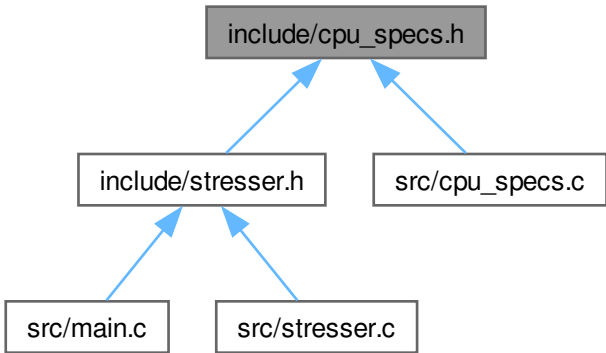 include/cpu_specs.h
include/stresser.h
src/cpu_specs.c
src/main.c
src/stresser.c